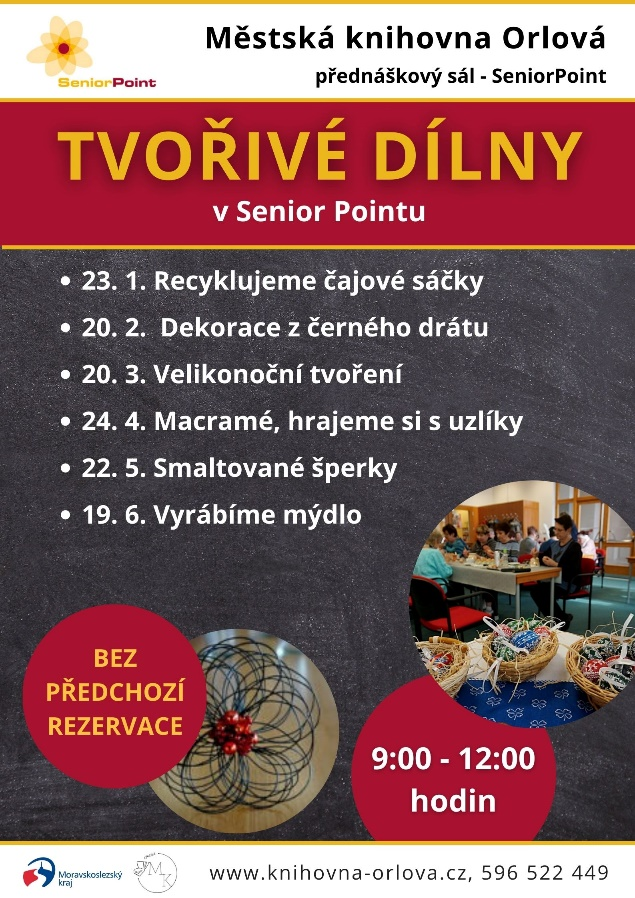 SeniorPoint
Městská knihovna Orlová
přednáškový sál - SeniorPoint
TVOŘIVÉ DÍLNY
v Senior Pointu
• 23. 1. Recyklujeme čajové sáčky
• 20. 2. Dekorace z černého drátu
• 20. 3. Velikonoční tvoření
• 24. 4. Macramé, hrajeme si s uzlíky
• 22. 5. Smaltované šperky
• 19. 6. Vyrábíme mýdlo
BEZ
PŘEDCHOZÍ
REZERVACE
9:00 - 12:00
hodin
Moravskoslezský
kraj
MK
www.knihovna-orlova.cz, 596 522 449